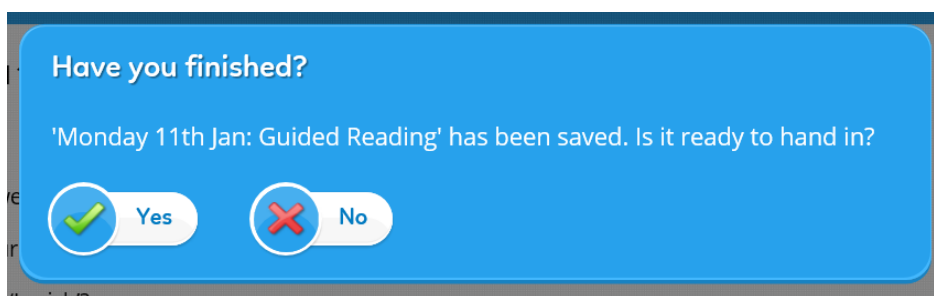 Have you finished?
'Monday 11th Jan: Guided Reading' has been saved. Is it ready to hand in?
Yes
No